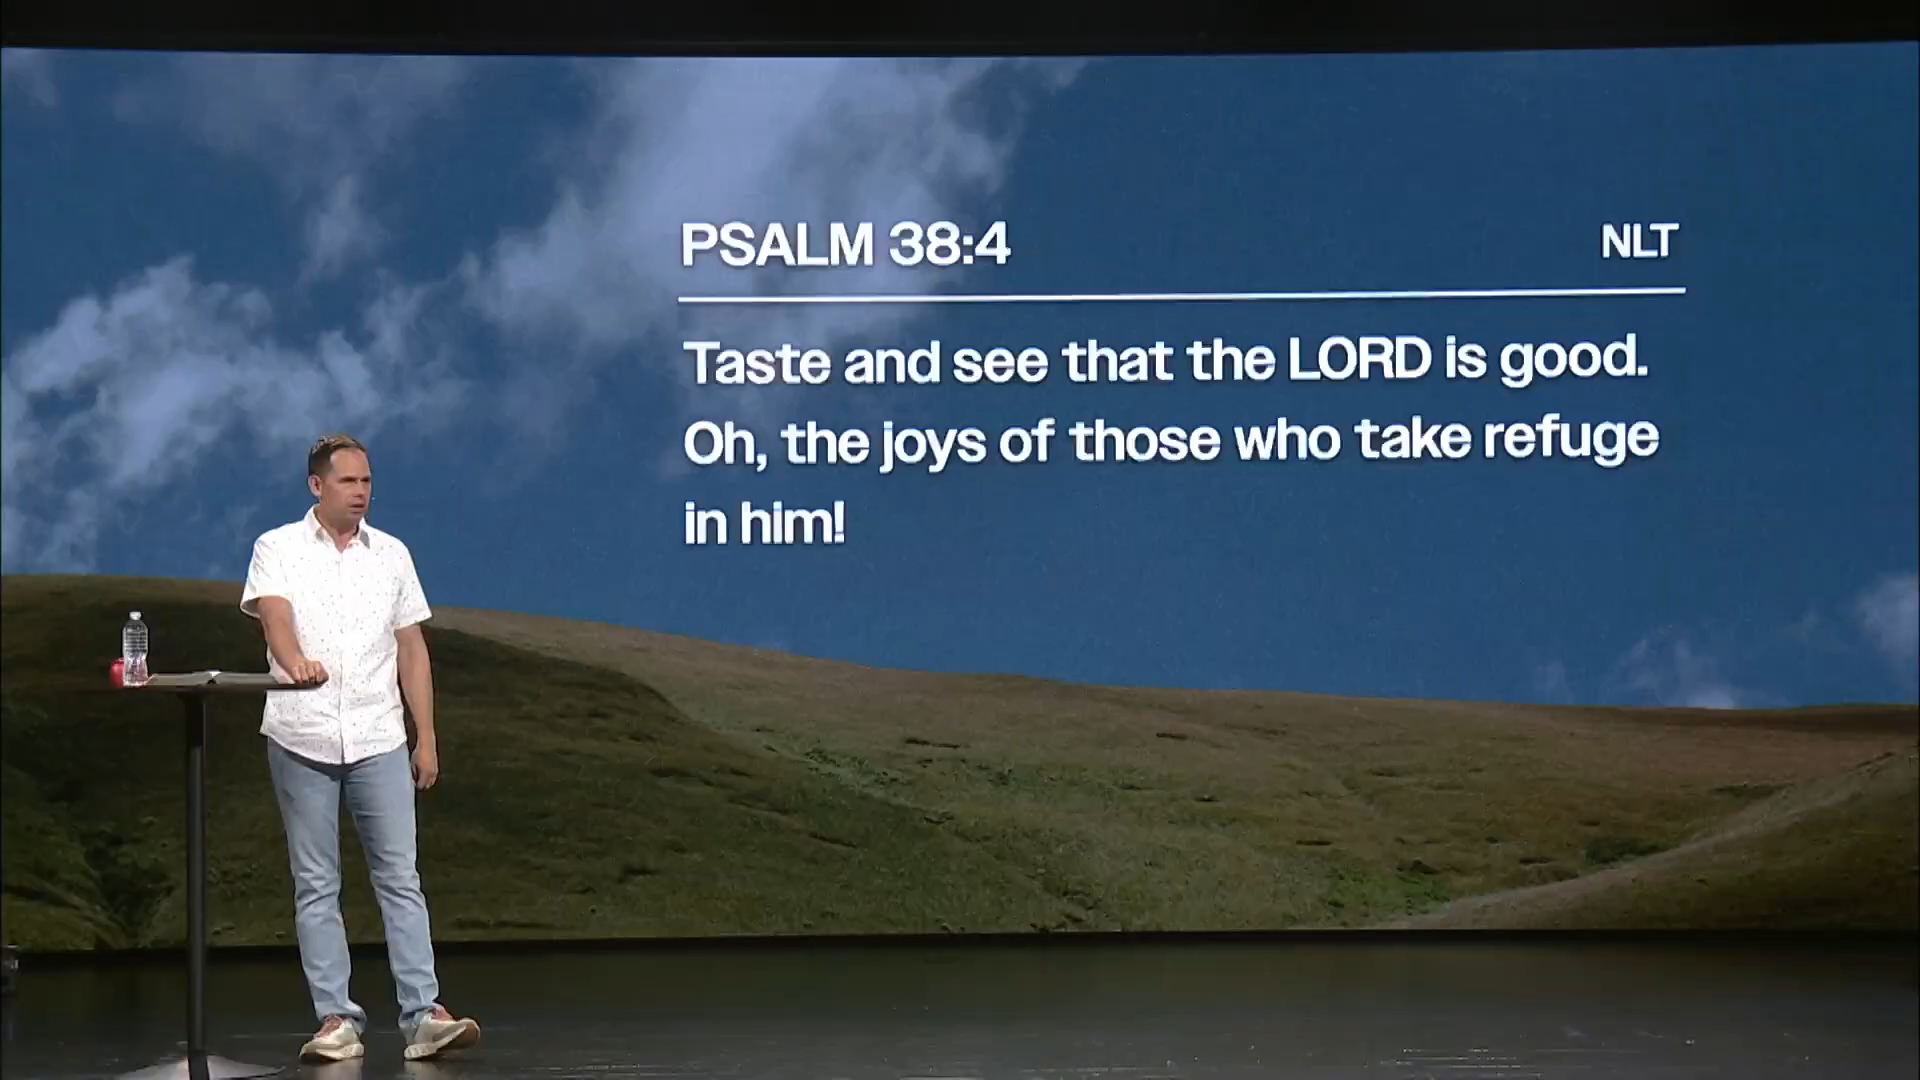 PSALM 38:4 NLT
Taste and see that the LORD is good.
Oh, the joys of those who take refuge
in him!